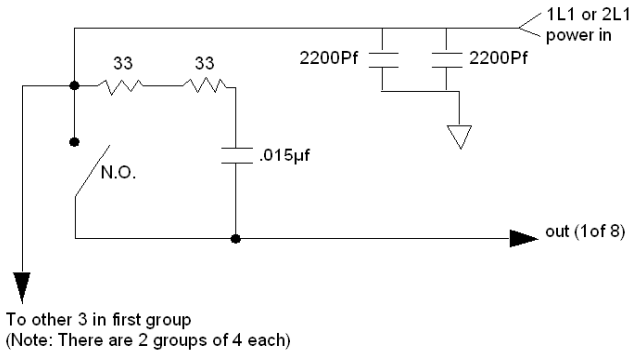 1L1 or 2L1
power in
33
33
2200Pf
2200Pf
.015µf
N.O.
out (1of 8)
To other 3 in first group
(Note: There are 2 groups of 4 each)